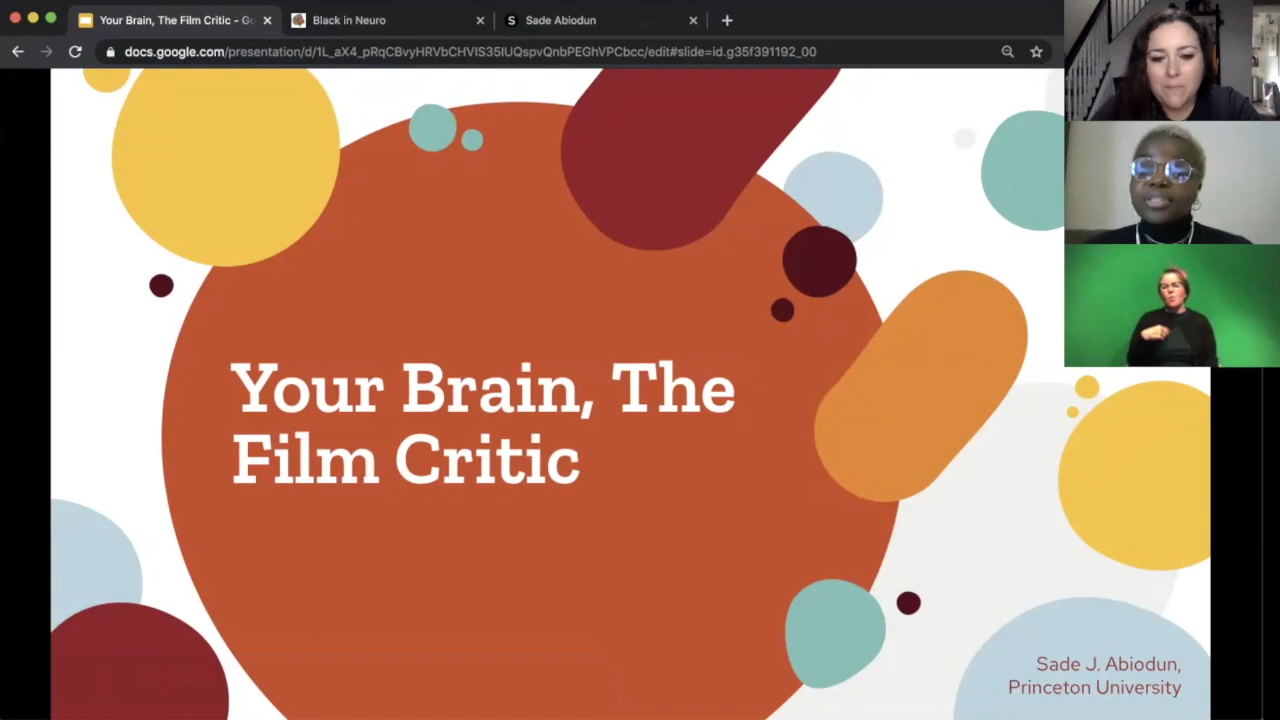 Your Brain, The Film Critic - Go
Black in Neuro
Sade Abiodun
docs.google.com/presentation/d/1L_aX4_pRqCBvyHRVbCHVIS35IUQspvQnbPEGhVPCbcc/edit#slide=id.g35f391192_00
Your Brain, The
Film Critic
Sade J. Abiodun,
Princeton University